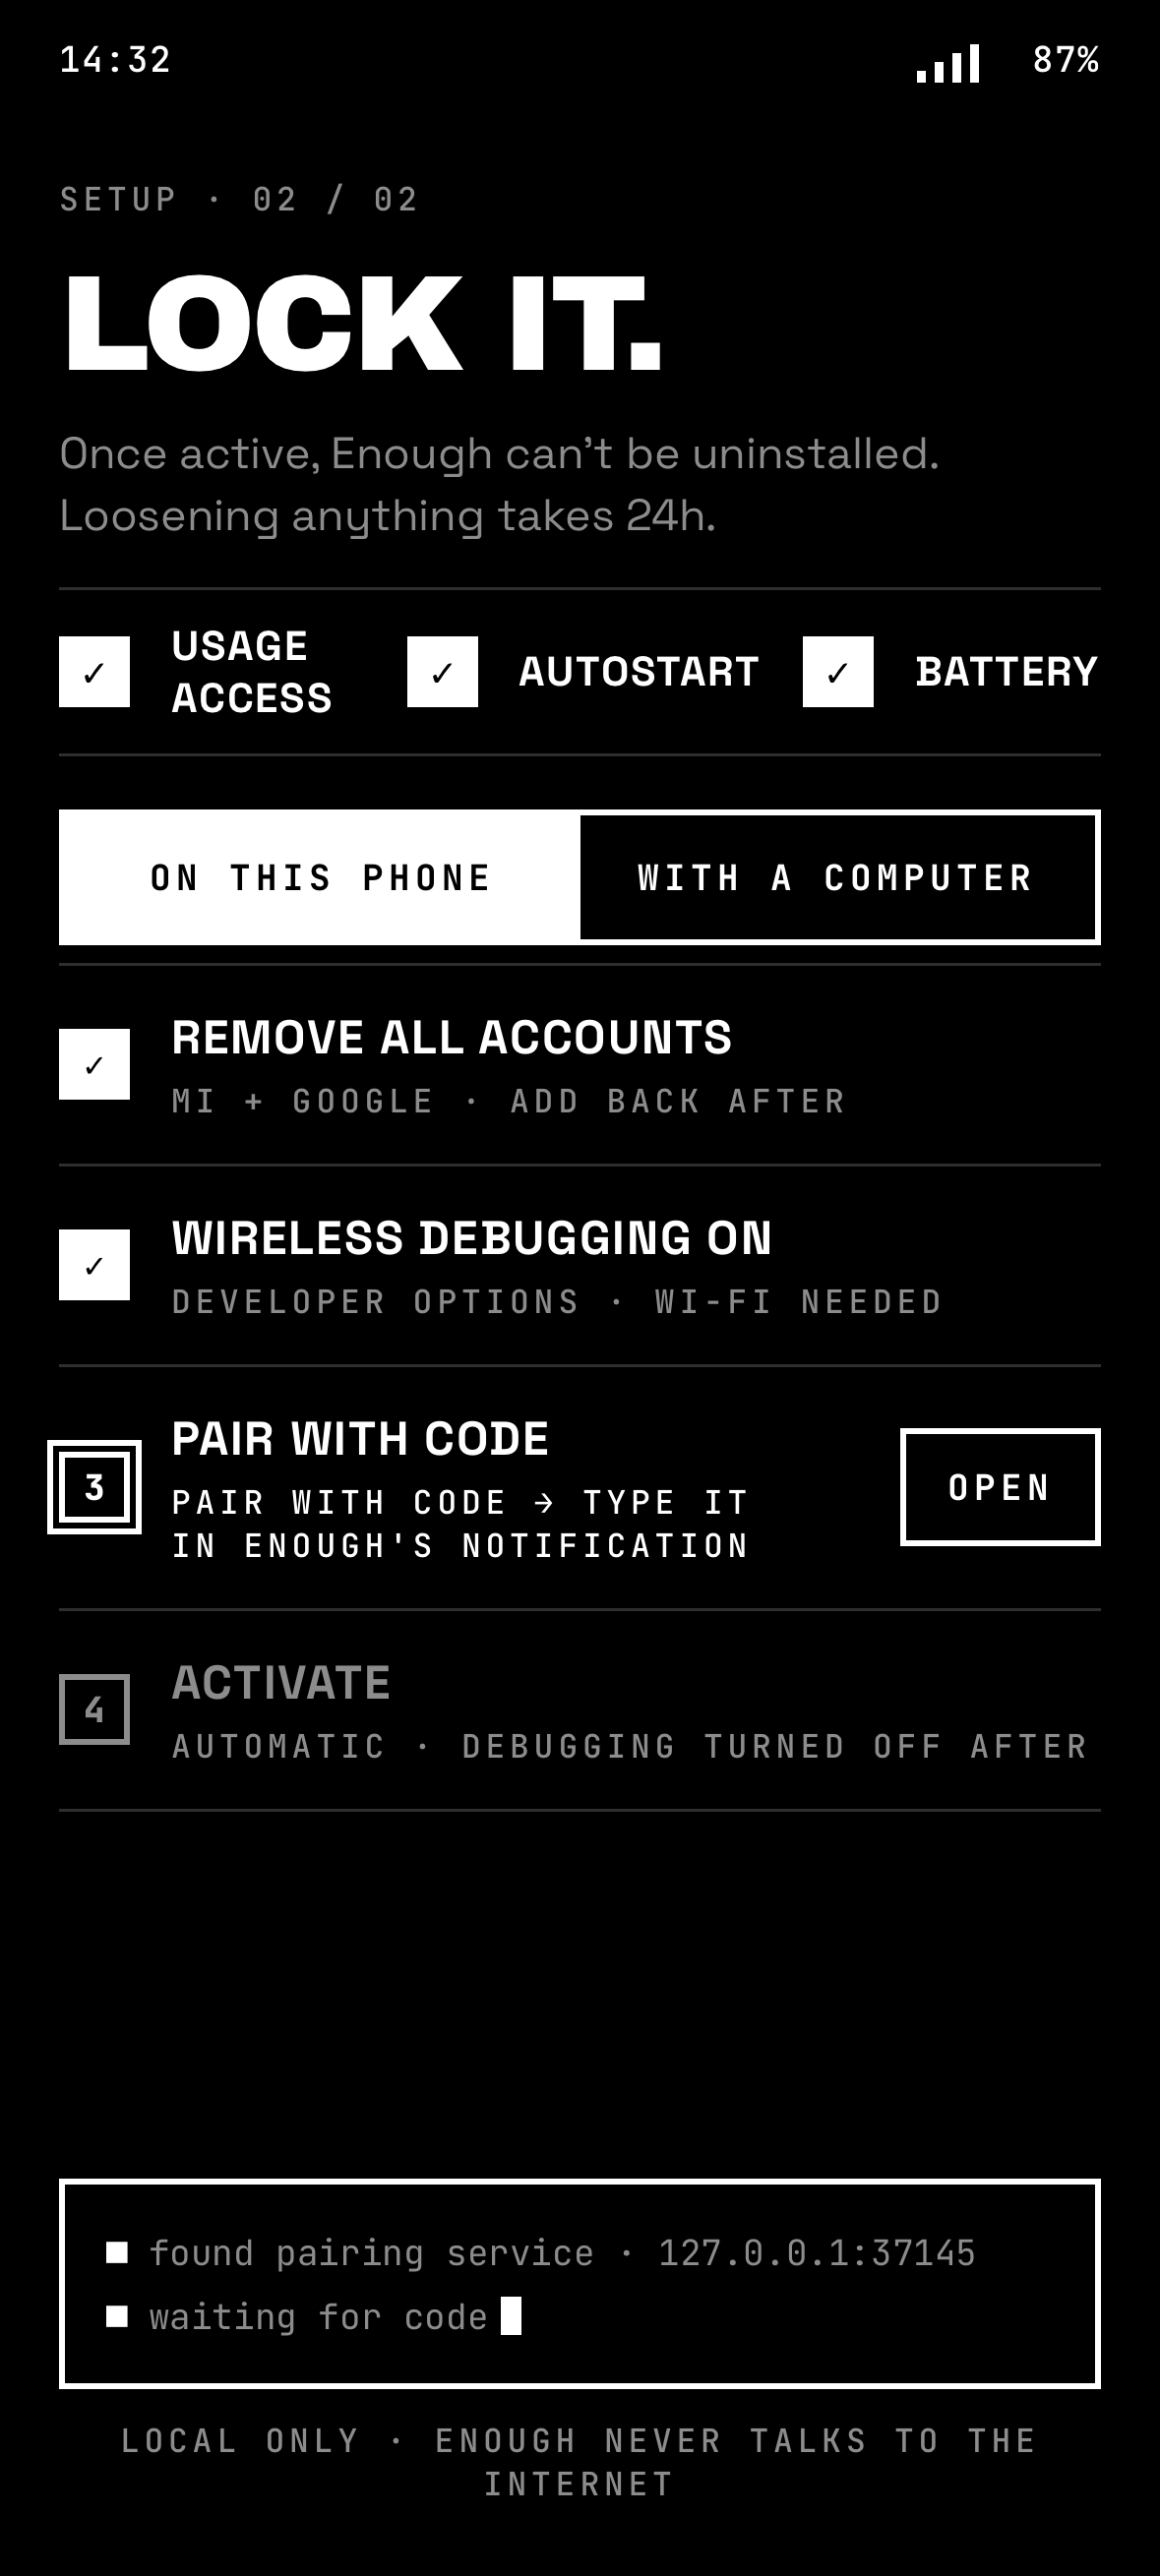 14:32 87%
SETUP · 02 / 02
LOCK IT.
Once active, Enough can’t be uninstalled.
Loosening anything takes 24h.
✓ USAGE ACCESS ✓ AUTOSTART ✓ BATTERY
ON THIS PHONE WITH A COMPUTER
✓ REMOVE ALL ACCOUNTS
MI + GOOGLE · ADD BACK AFTER
✓ WIRELESS DEBUGGING ON
DEVELOPER OPTIONS · WI-FI NEEDED
3 PAIR WITH CODE
PAIR WITH CODE → TYPE IT
IN ENOUGH'S NOTIFICATION
OPEN
4 ACTIVATE
AUTOMATIC · DEBUGGING TURNED OFF AFTER
found pairing service · 127.0.0.1:37145
waiting for code
LOCAL ONLY · ENOUGH NEVER TALKS TO THE
INTERNET